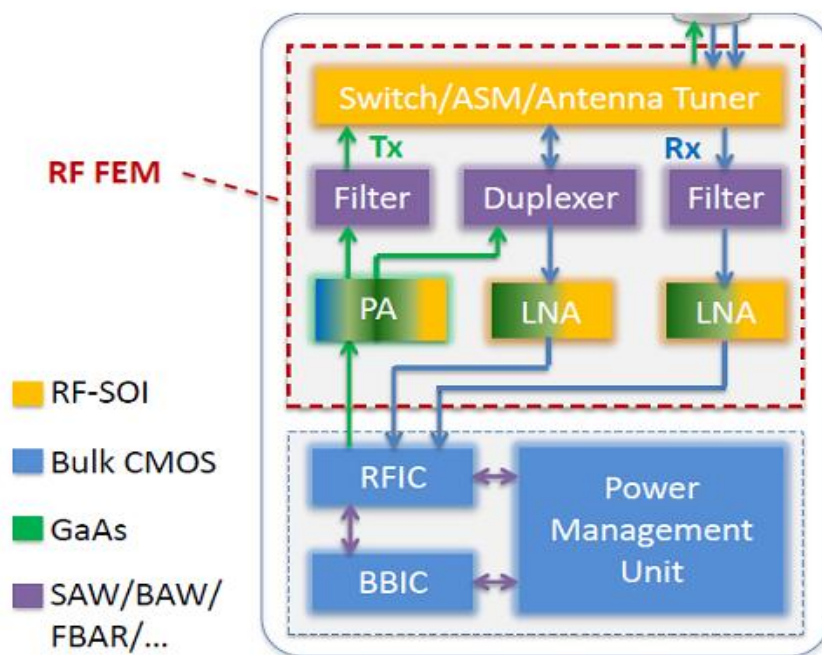 Switch/ASM/Antenna Tuner
Tx
Rx
RF FEM
Filter
Duplexer
Filter
PA
LNA
LNA
RF-SOI
Bulk CMOS
GaAs
SAW/BAW/
FBAR/...
RFIC
BBIC
Power
Management
Unit